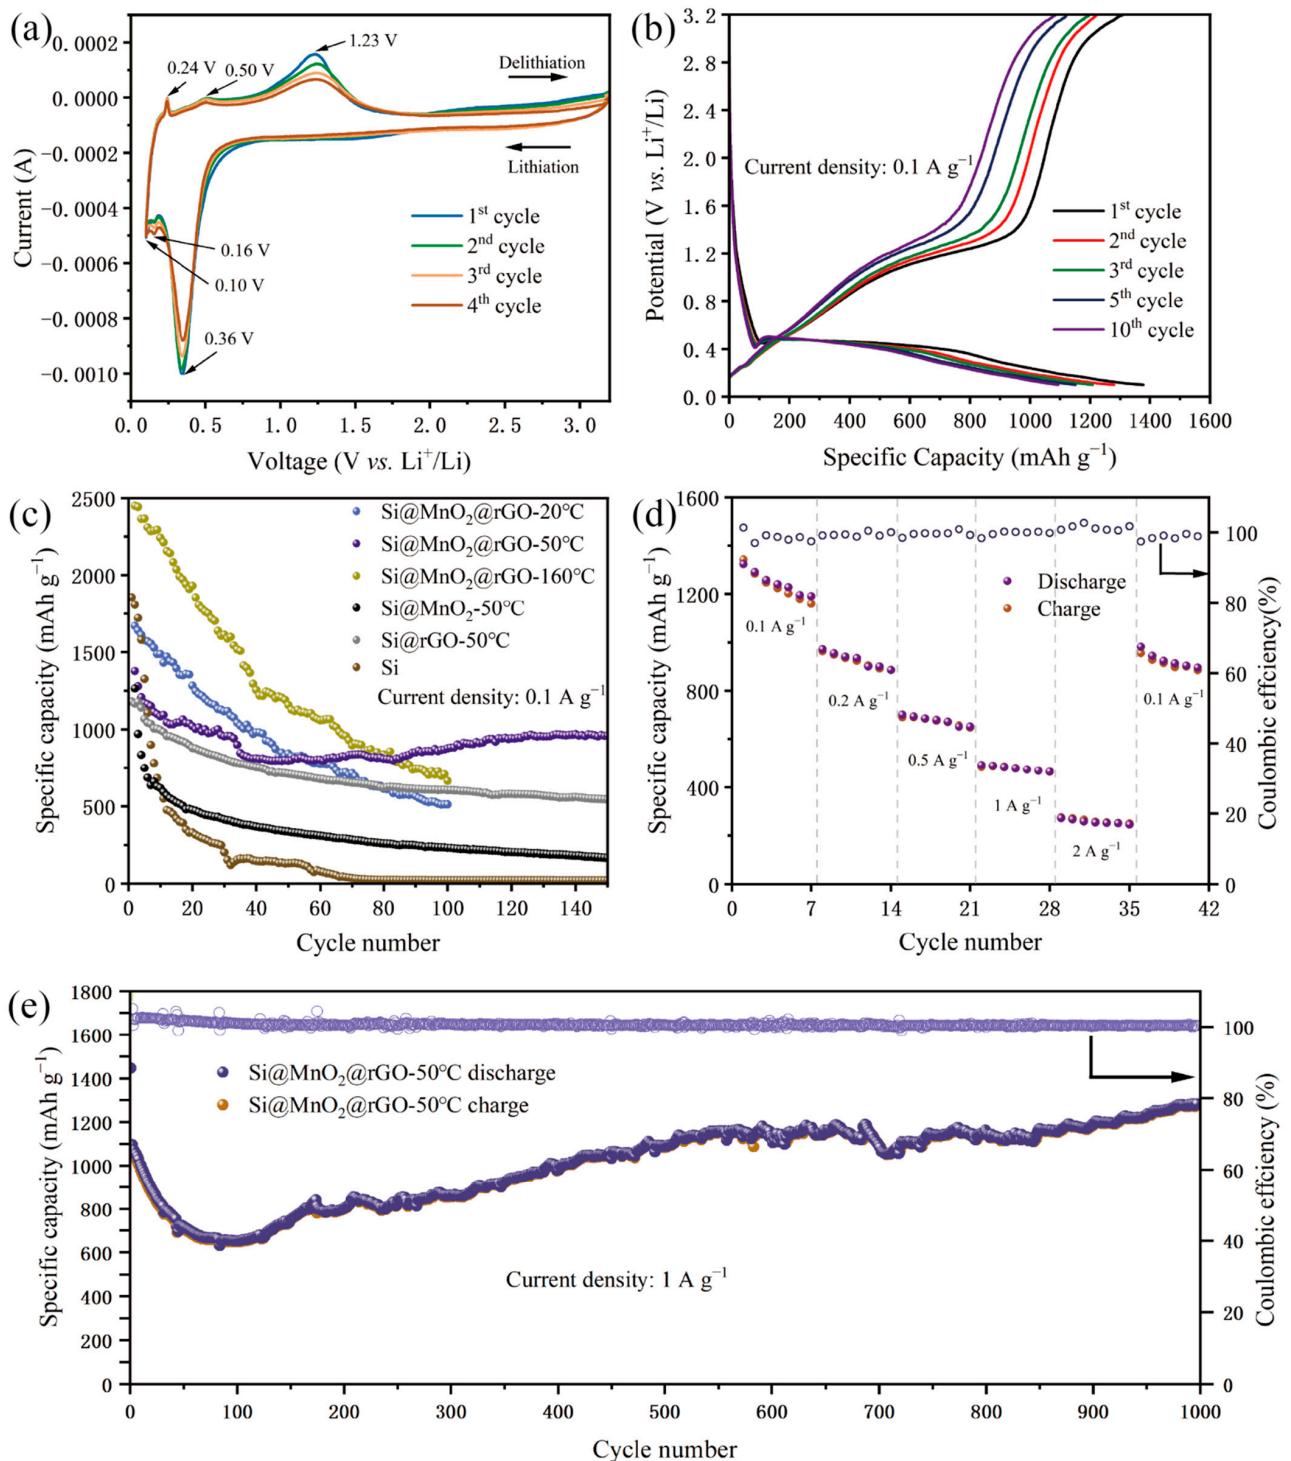 (a)
0.0002
0.0000
−0.0002
−0.0004
−0.0006
−0.0008
−0.0010
Current (A)
0.24 V
0.50 V
1.23 V
Delithiation
Lithiation
0.16 V
0.10 V
0.36 V
1st cycle
2nd cycle
3rd cycle
4th cycle
0.0 0.5 1.0 1.5 2.0 2.5 3.0
Voltage (V vs. Li+/Li)
(b)
3.2
2.8
2.4
2.0
1.6
1.2
0.8
0.4
0.0
Potential (V vs. Li+/Li)
Current density: 0.1 A g−1
1st cycle
2nd cycle
3rd cycle
5th cycle
10th cycle
0 200 400 600 800 1000 1200 1400 1600
Specific Capacity (mAh g−1)
(c)
2500
2000
1500
1000
500
0
Specific capacity (mAh g−1)
Si@MnO2@rGO-20°C
Si@MnO2@rGO-50°C
Si@MnO2@rGO-160°C
Si@MnO2-50°C
Si@rGO-50°C
Si
Current density: 0.1 A g−1
0 20 40 60 80 100 120 140
Cycle number
(d)
1600
1200
800
400
0
Specific capacity (mAh g−1)
Discharge
Charge
0.1 A g−1
0.2 A g−1
0.5 A g−1
1 A g−1
2 A g−1
0.1 A g−1
100
80
60
40
20
0
Coulombic effciency(%)
0 7 14 21 28 35 42
Cycle number
(e)
1800
1600
1400
1200
1000
800
600
400
200
0
Specific capacity (mAh g−1)
Si@MnO2@rGO-50°C discharge
Si@MnO2@rGO-50°C charge
Current density: 1 A g−1
100
80
60
40
20
0
Coulombic effciency (%)
0 100 200 300 400 500 600 700 800 900 1000
Cycle number